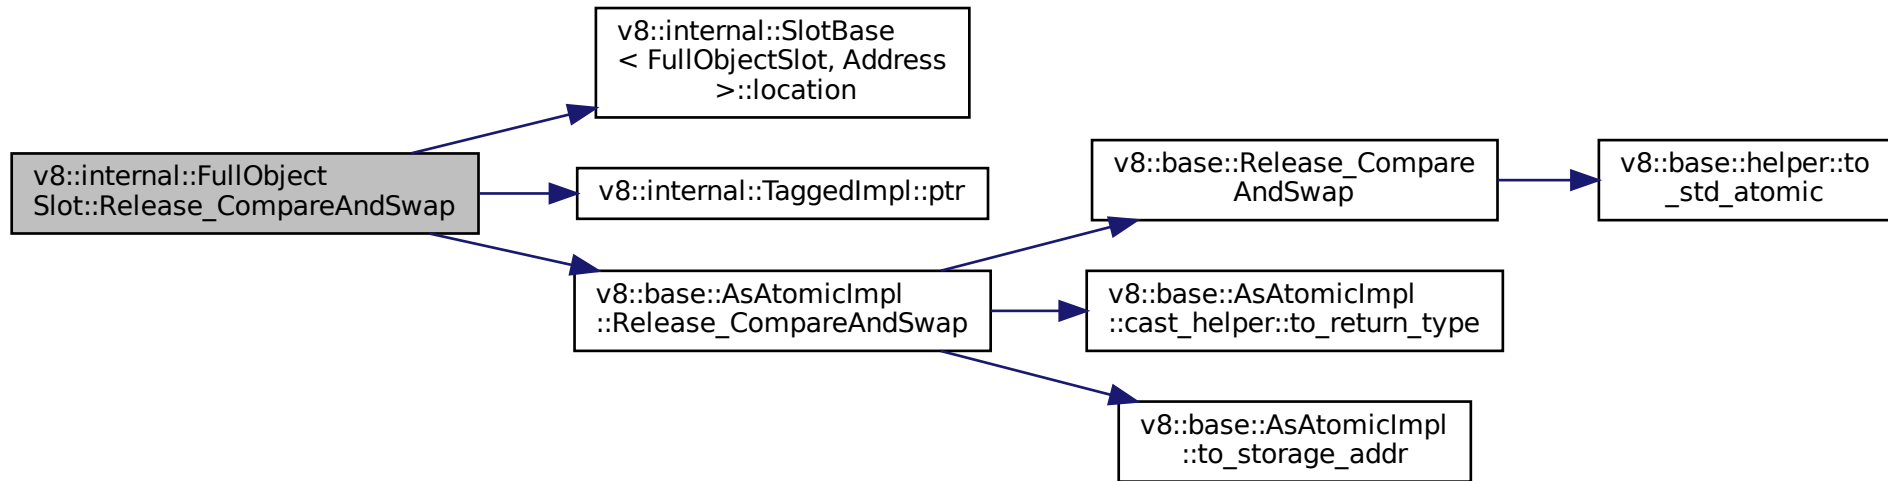 v8::internal::FullObject
Slot::Release_CompareAndSwap
v8::internal::SlotBase
< FullObjectSlot, Address
>::location
v8::internal::TaggedImpl::ptr
v8::base::AsAtomicImpl
::Release_CompareAndSwap
v8::base::Release_Compare
AndSwap
v8::base::helper::to
_std_atomic
v8::base::AsAtomicImpl
::cast_helper::to_return_type
v8::base::AsAtomicImpl
::to_storage_addr